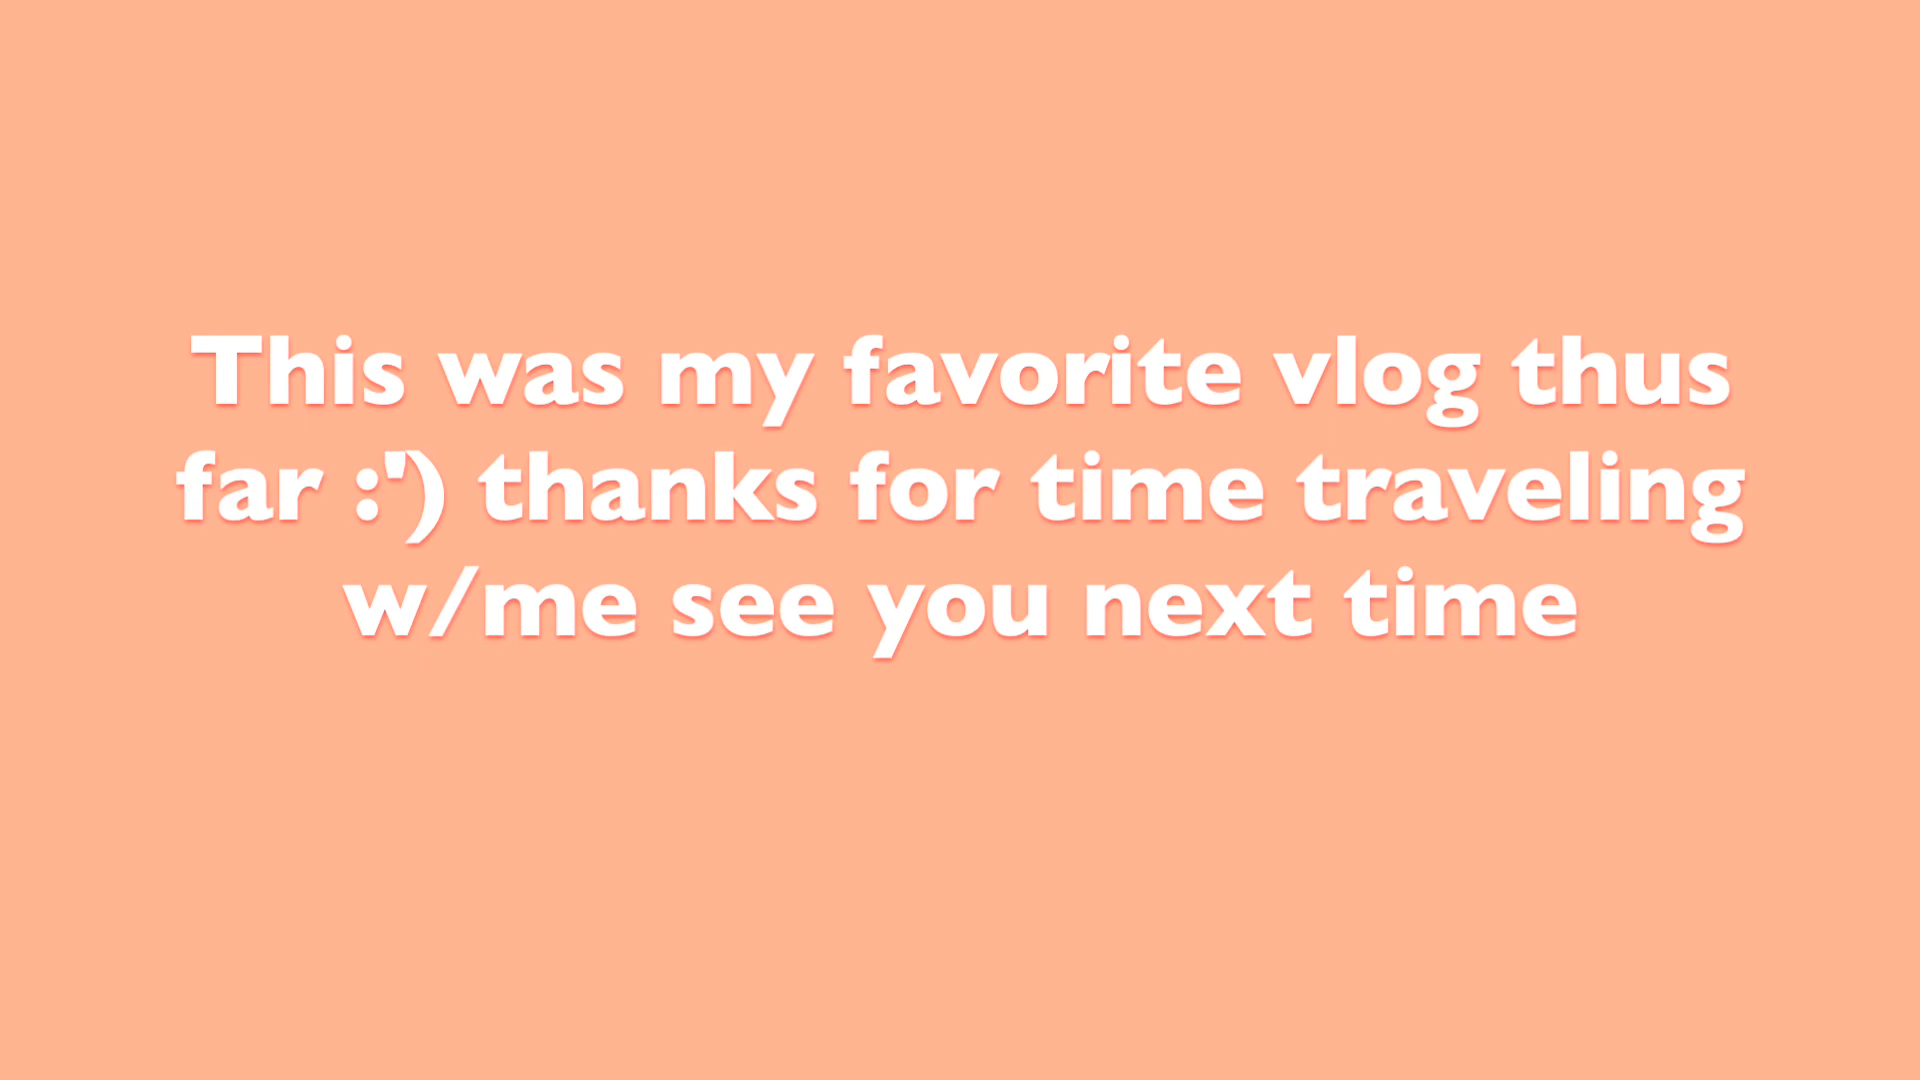 This was my favorite vlog thus
far :') thanks for time traveling
w/me see you next time